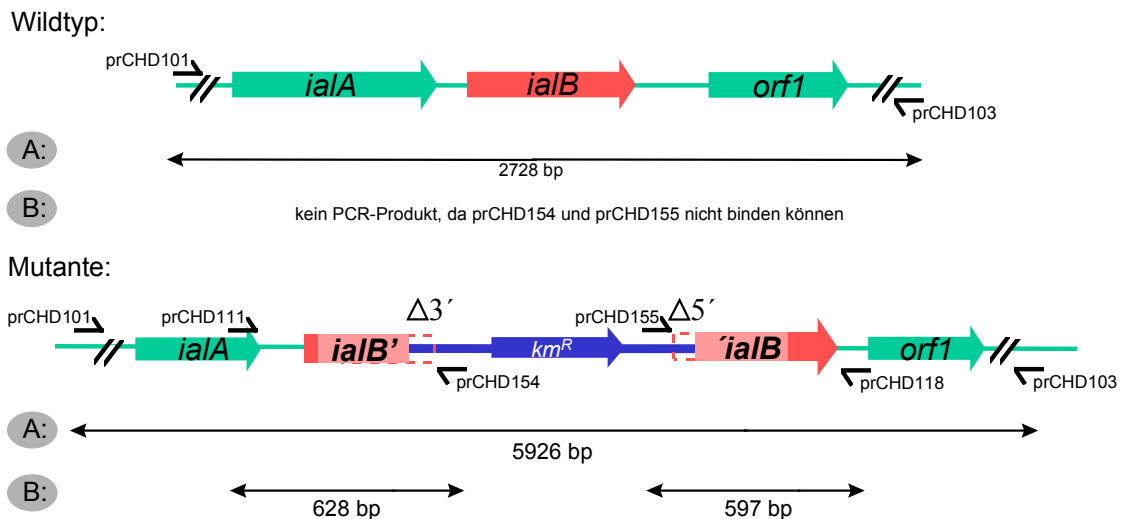 Wildtyp:
prCHD101
ialA
ialB
orf1
prCHD103
A:
2728 bp
B:
kein PCR-Produkt, da prCHD154 und prCHD155 nicht binden können
Mutante:
Δ3´
Δ5´
prCHD101
prCHD111
prCHD155
ialA
ialB'
kmR
´ialB
orf1
prCHD154
prCHD118
prCHD103
A:
5926 bp
B:
628 bp
597 bp